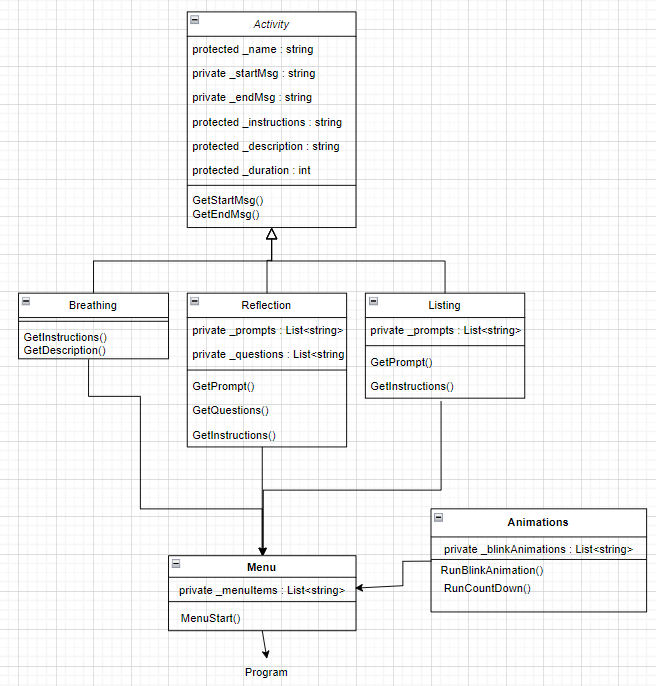 Activity
protected _name : string
private _startMsg : string
private _endMsg : string
protected _instructions : string
protected _description : string
protected _duration : int
GetStartMsg()
GetEndMsg()
Breathing
GetInstructions()
GetDescription()
Reflection
private _prompts : List<string>
private _questions : List<string
GetPrompt()
GetQuestions()
GetInstructions()
Listing
private _prompts : List<string>
GetPrompt()
GetInstructions()
Animations
private _blinkAnimations : List<string>
RunBlinkAnimation()
RunCountDown()
Menu
private _menuItems : List<string>
MenuStart()
Program